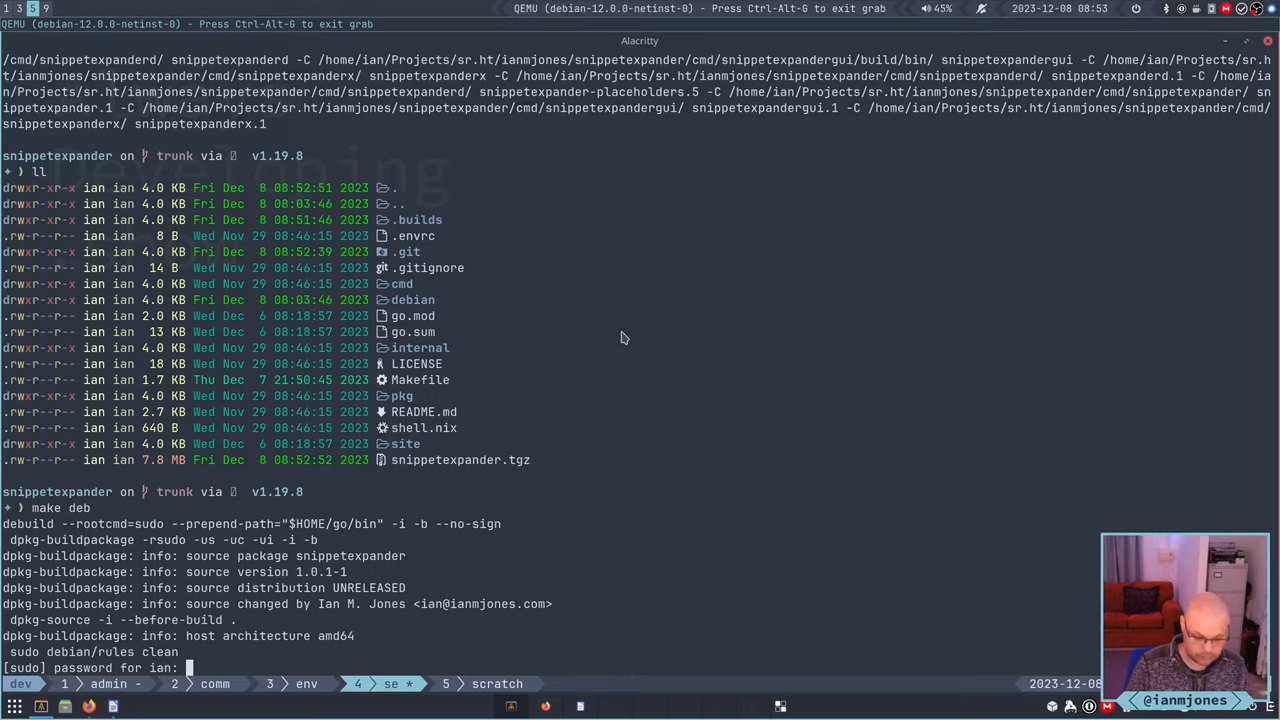 1 3 5 9
QEMU (debian-12.0.0-netinst-0) - Press Ctrl-Alt-G to exit grab
45%
2023-12-08 08:53
QEMU (debian-12.0.0-netinst-0) - Press Ctrl-Alt-G to exit grab
Alacritty
/cmd/snippetexpanderd/ snippetexpanderd -C /home/ian/Projects/sr.ht/ianmjones/snippetexpander/cmd/snippetexpandergui/build/bin/ snippetexpandergui -C /home/ian/Projects/sr.h
t/ianmjones/snippetexpander/cmd/snippetexpanderx/ snippetexpanderx -C /home/ian/Projects/sr.ht/ianmjones/snippetexpander/cmd/snippetexpanderd/ snippetexpanderd.1 -C /home/ia
n/Projects/sr.ht/ianmjones/snippetexpander/cmd/snippetexpanderd/ snippetexpander-placeholders.5 -C /home/ian/Projects/sr.ht/ianmjones/snippetexpander/cmd/snippetexpander/ sn
ippetexpander.1 -C /home/ian/Projects/sr.ht/ianmjones/snippetexpander/cmd/snippetexpandergui/ snippetexpandergui.1 -C /home/ian/Projects/sr.ht/ianmjones/snippetexpander/cmd/
snippetexpanderx/ snippetexpanderx.1
Developing
snippetexpander on trunk via v1.19.8
❯ ll
drwxr-xr-x ian ian 4.0 KB Fri Dec 8 08:52:51 2023 .
drwxr-xr-x ian ian 4.0 KB Fri Dec 8 08:03:46 2023 ..
drwxr-xr-x ian ian 4.0 KB Fri Dec 8 08:51:46 2023 .builds
.rw-r--r-- ian ian 8 B Wed Nov 29 08:46:15 2023 .envrc
drwxr-xr-x ian ian 4.0 KB Fri Dec 8 08:52:39 2023 .git
.rw-r--r-- ian ian 14 B Wed Nov 29 08:46:15 2023 git .gitignore
drwxr-xr-x ian ian 4.0 KB Wed Nov 29 08:46:15 2023 cmd
drwxr-xr-x ian ian 4.0 KB Fri Dec 8 08:03:46 2023 debian
.rw-r--r-- ian ian 2.0 KB Wed Dec 6 08:18:57 2023 go.mod
.rw-r--r-- ian ian 13 KB Wed Dec 6 08:18:57 2023 go.sum
drwxr-xr-x ian ian 4.0 KB Wed Nov 29 08:46:15 2023 internal
.rw-r--r-- ian ian 18 KB Wed Nov 29 08:46:15 2023 LICENSE
.rw-r--r-- ian ian 1.7 KB Thu Dec 7 21:50:45 2023 Makefile
drwxr-xr-x ian ian 4.0 KB Wed Nov 29 08:46:15 2023 pkg
.rw-r--r-- ian ian 2.7 KB Wed Nov 29 08:46:15 2023 README.md
.rw-r--r-- ian ian 640 B Wed Nov 29 08:46:15 2023 shell.nix
drwxr-xr-x ian ian 4.0 KB Wed Dec 6 08:18:57 2023 site
.rw-r--r-- ian ian 7.8 MB Fri Dec 8 08:52:52 2023 snippetexpander.tgz
snippetexpander on trunk via v1.19.8
❯ make deb
debuild --rootcmd=sudo --prepend-path="$HOME/go/bin" -i -b --no-sign
dpkg-buildpackage -rsudo -us -uc -ui -i -b
dpkg-buildpackage: info: source package snippetexpander
dpkg-buildpackage: info: source version 1.0.1-1
dpkg-buildpackage: info: source distribution UNRELEASED
dpkg-buildpackage: info: source changed by Ian M. Jones <ian@ianmjones.com>
dpkg-source -i --before-build .
dpkg-buildpackage: info: host architecture amd64
sudo debian/rules clean
[sudo] password for ian:
dev 1 admin - 2 comm 3 env 4 se * 5 scratch 2023-12-08
@ianmjones